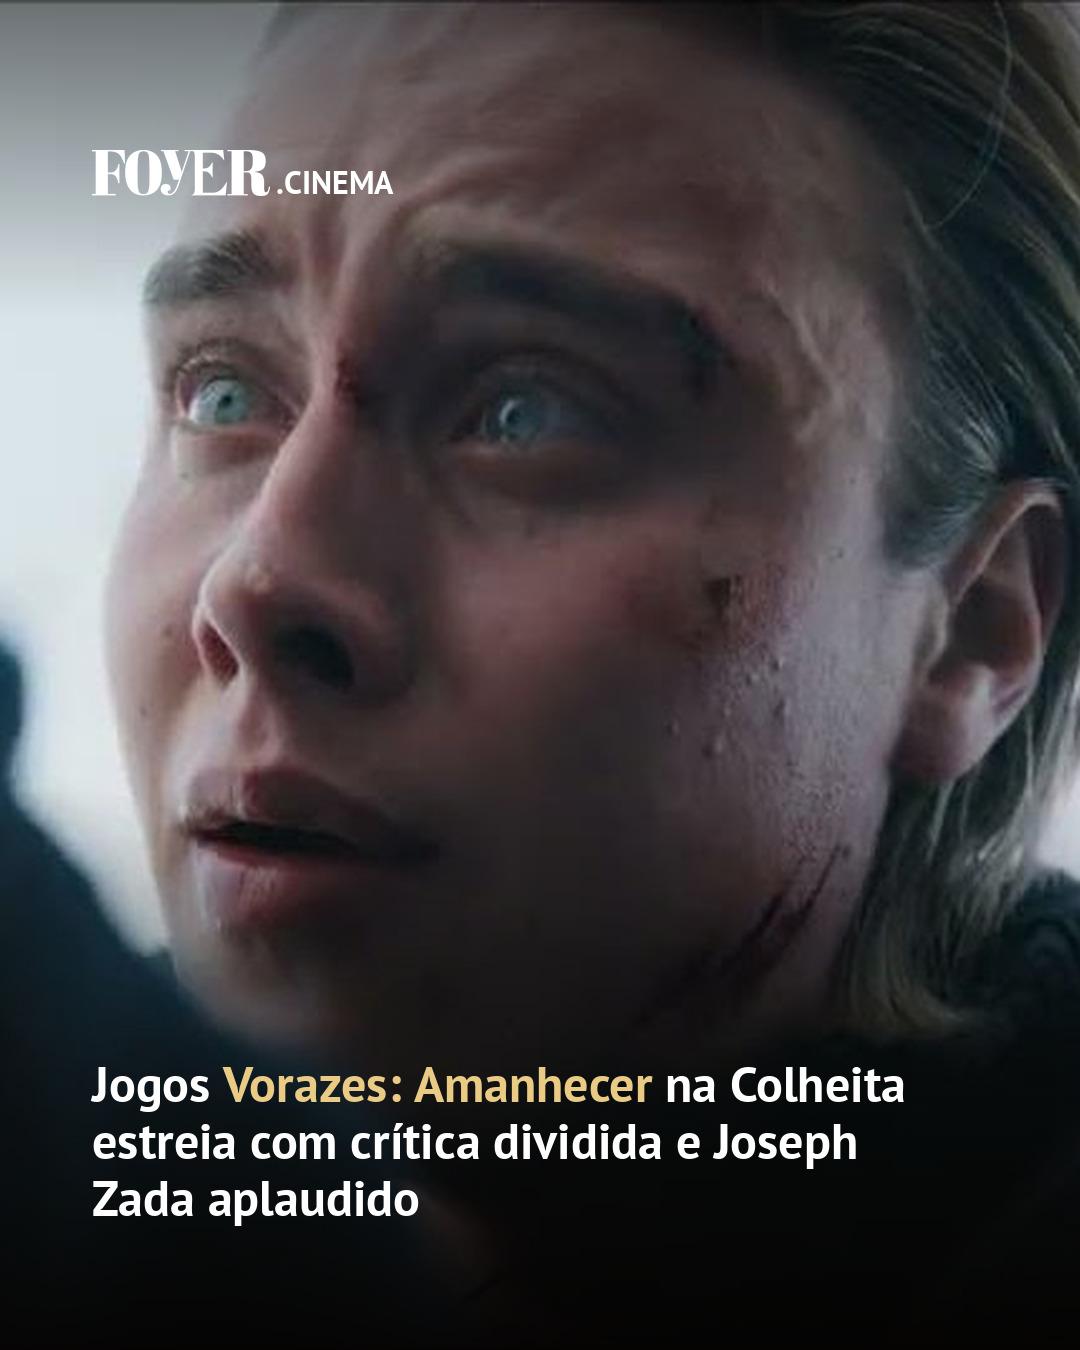 FOYER.CINEMA
Jogos Vorazes: Amanhecer na Colheita
estreia com crítica dividida e Joseph
Zada aplaudido